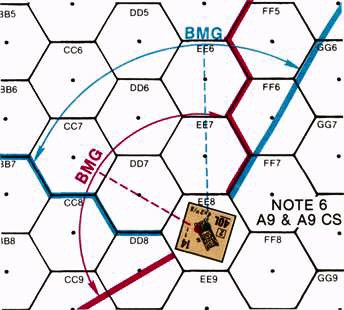 BB5
DD5
FF5
BMG
CC6
EE6
GG6
BB6
DD6
FF6
CC7
EE7
GG7
BMG
BB7
DD7
FF7
CC8
EE8
NOTE 6
A9 & A9 CS
BB8
DD8
FF8
CC9
EE9
GG9